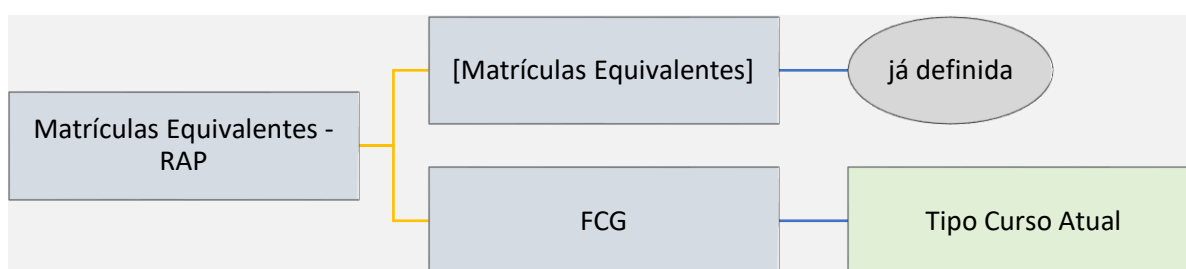 [Matrículas Equivalentes]
já definida
Matrículas Equivalentes -
RAP
FCG
Tipo Curso Atual